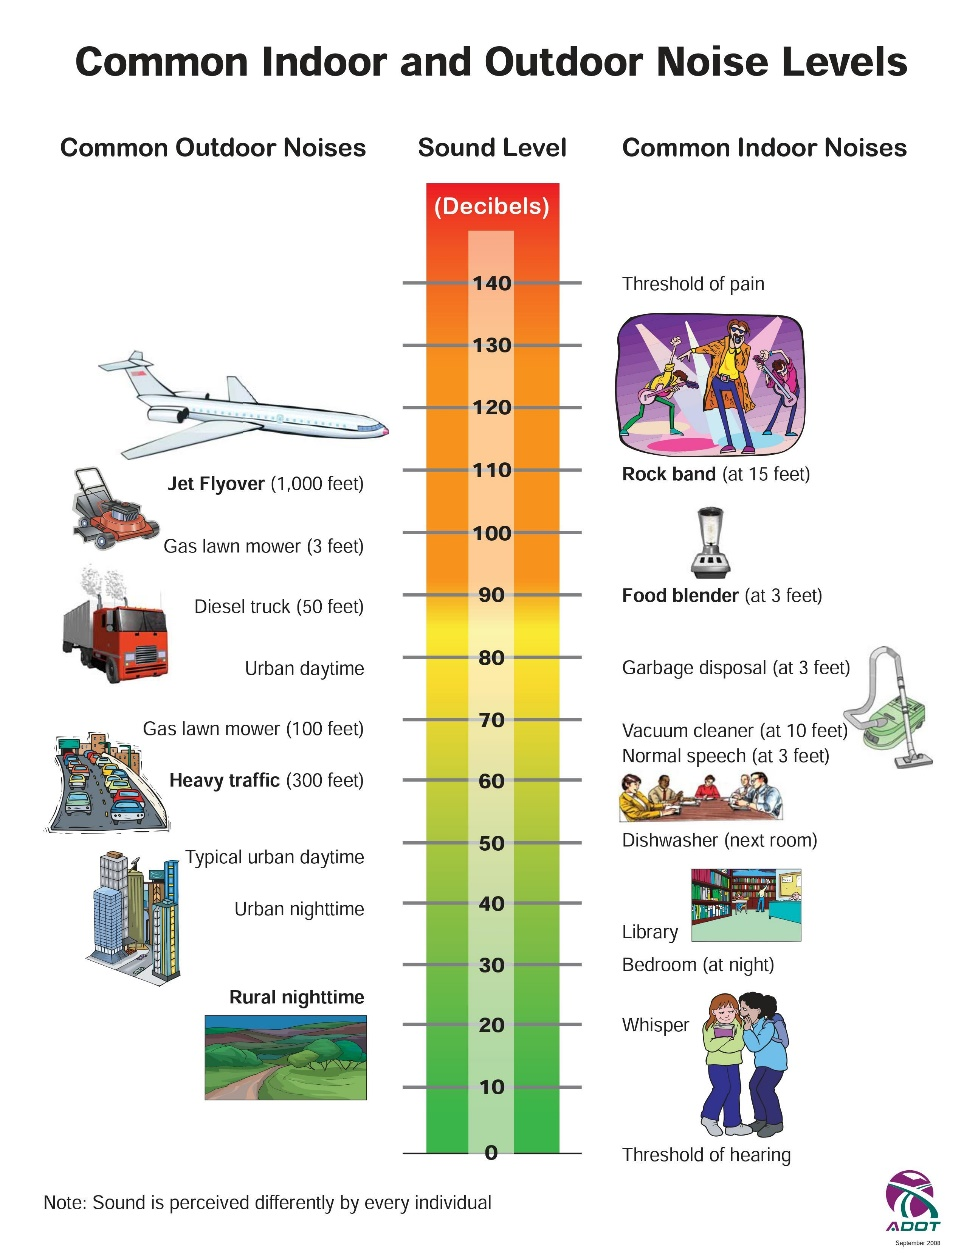 Common Indoor and Outdoor Noise Levels
Common Outdoor Noises
Sound Level
Common Indoor Noises
(Decibels)
140
Threshold of pain
130
120
110
Rock band (at 15 feet)
Jet Flyover (1,000 feet)
100
Gas lawn mower (3 feet)
90
Food blender (at 3 feet)
Diesel truck (50 feet)
80
Urban daytime
Garbage disposal (at 3 feet)
70
Gas lawn mower (100 feet)
Vacuum cleaner (at 10 feet)
Normal speech (at 3 feet)
60
Heavy traffic (300 feet)
50
Dishwasher (next room)
Typical urban daytime
40
Urban nighttime
Library
30
Bedroom (at night)
Rural nighttime
20
Whisper
10
0
Threshold of hearing
Note: Sound is perceived differently by every individual
ADOT
September 2008